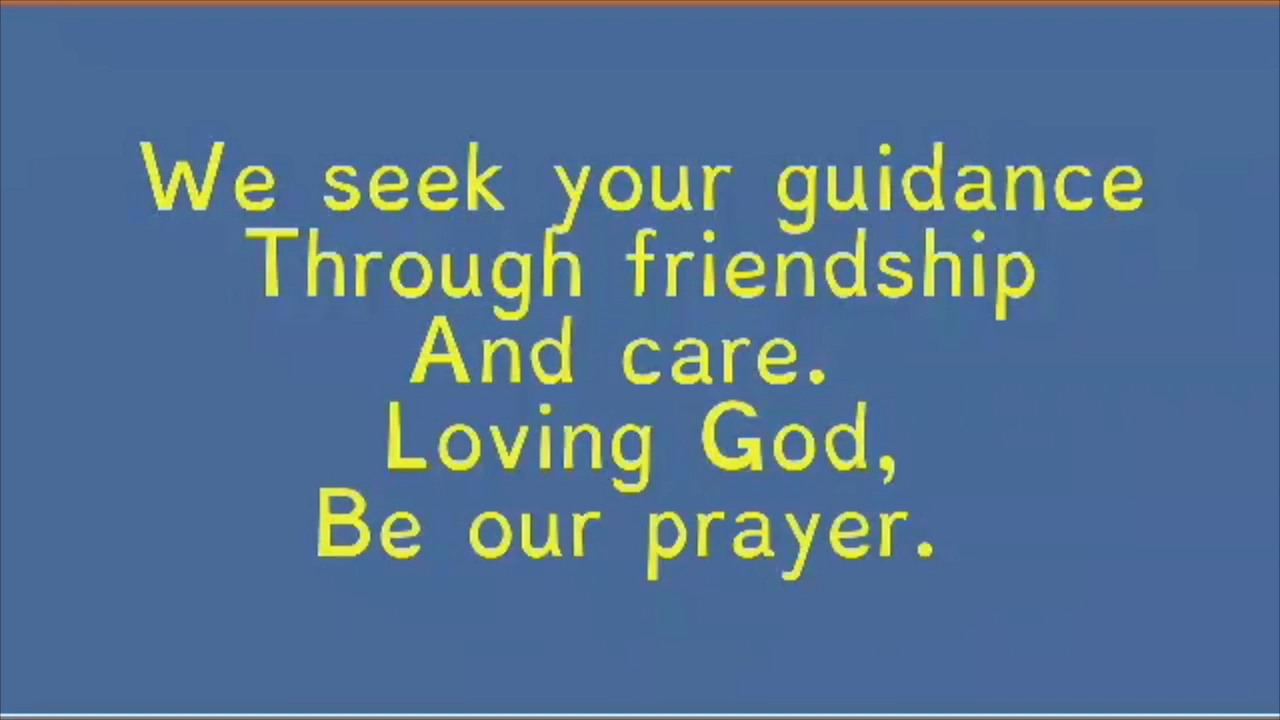 We seek your guidance
Through friendship
And care.
Loving God,
Be our prayer.